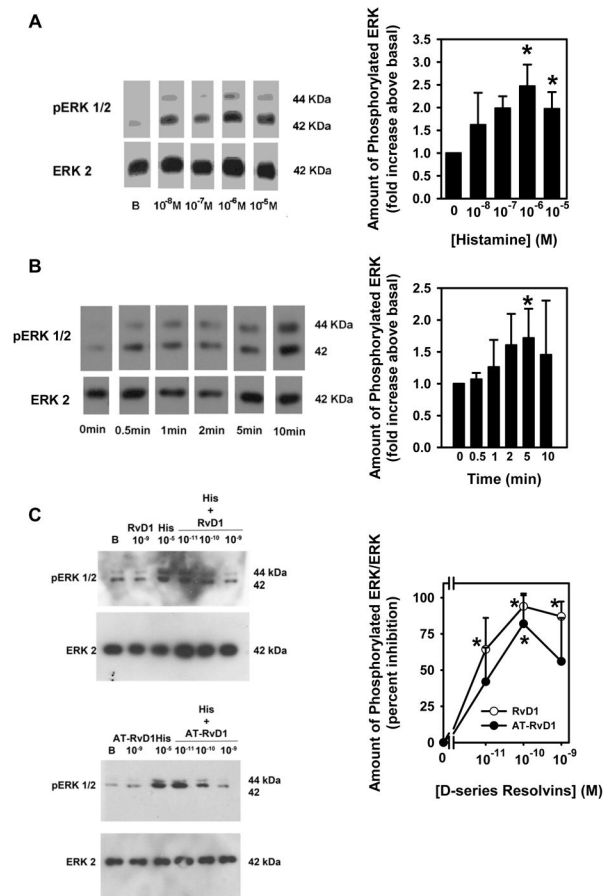 A
pERK 1/2
44 KDa
42 KDa
ERK 2
42 KDa
B 10⁻⁸M 10⁻⁷M 10⁻⁶M 10⁻⁵M
Amount of Phosphorylated ERK
(fold increase above basal)
3.5
3.0
2.5
2.0
1.5
1.0
0.5
0.0
* *
0 10⁻⁸ 10⁻⁷ 10⁻⁶ 10⁻⁵
[Histamine] (M)
B
pERK 1/2
44 KDa
42
ERK 2
42 KDa
0min 0.5min 1min 2min 5min 10min
Amount of Phosphorylated ERK
(fold increase above basal)
2.5
2.0
1.5
1.0
0.5
0.0
*
0 0.5 1 2 5 10
Time (min)
C
His
+
RvD1 His RvD1
B 10⁻⁹ 10⁻⁵ 10⁻¹¹ 10⁻¹⁰ 10⁻⁹
pERK 1/2
44 kDa
42
ERK 2
42 kDa
His
+
AT-RvD1 His AT-RvD1
B 10⁻⁹ 10⁻⁵ 10⁻¹¹ 10⁻¹⁰ 10⁻⁹
pERK 1/2
44 kDa
42
ERK 2
42 kDa
Amount of Phosphorylated ERK/ERK
(percent inhibition)
100
75
50
25
0
* * * *
RvD1
AT-RvD1
0 10⁻¹¹ 10⁻¹⁰ 10⁻⁹
[D-series Resolvins] (M)